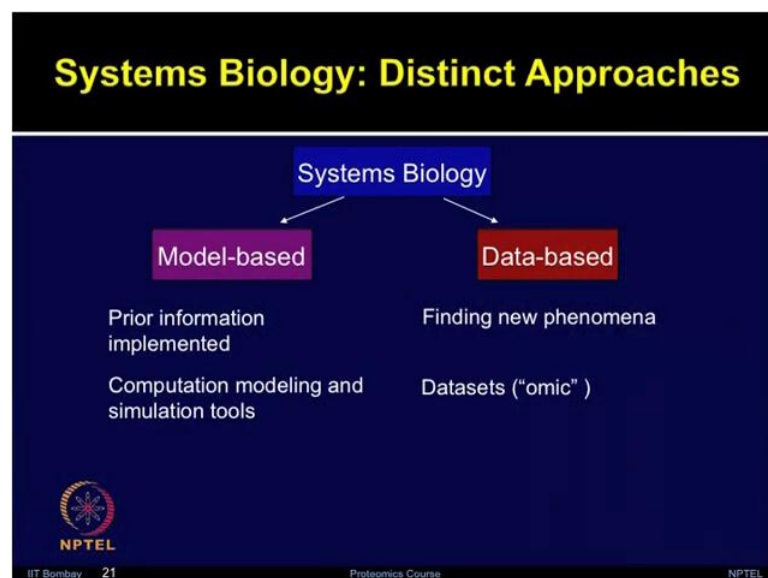 Systems Biology: Distinct Approaches
Systems Biology
Model-based
Data-based
Prior information
implemented
Finding new phenomena
Computation modeling and
simulation tools
Datasets (“omic” )
NPTEL
IIT Bombay 21 Proteomics Course NPTEL